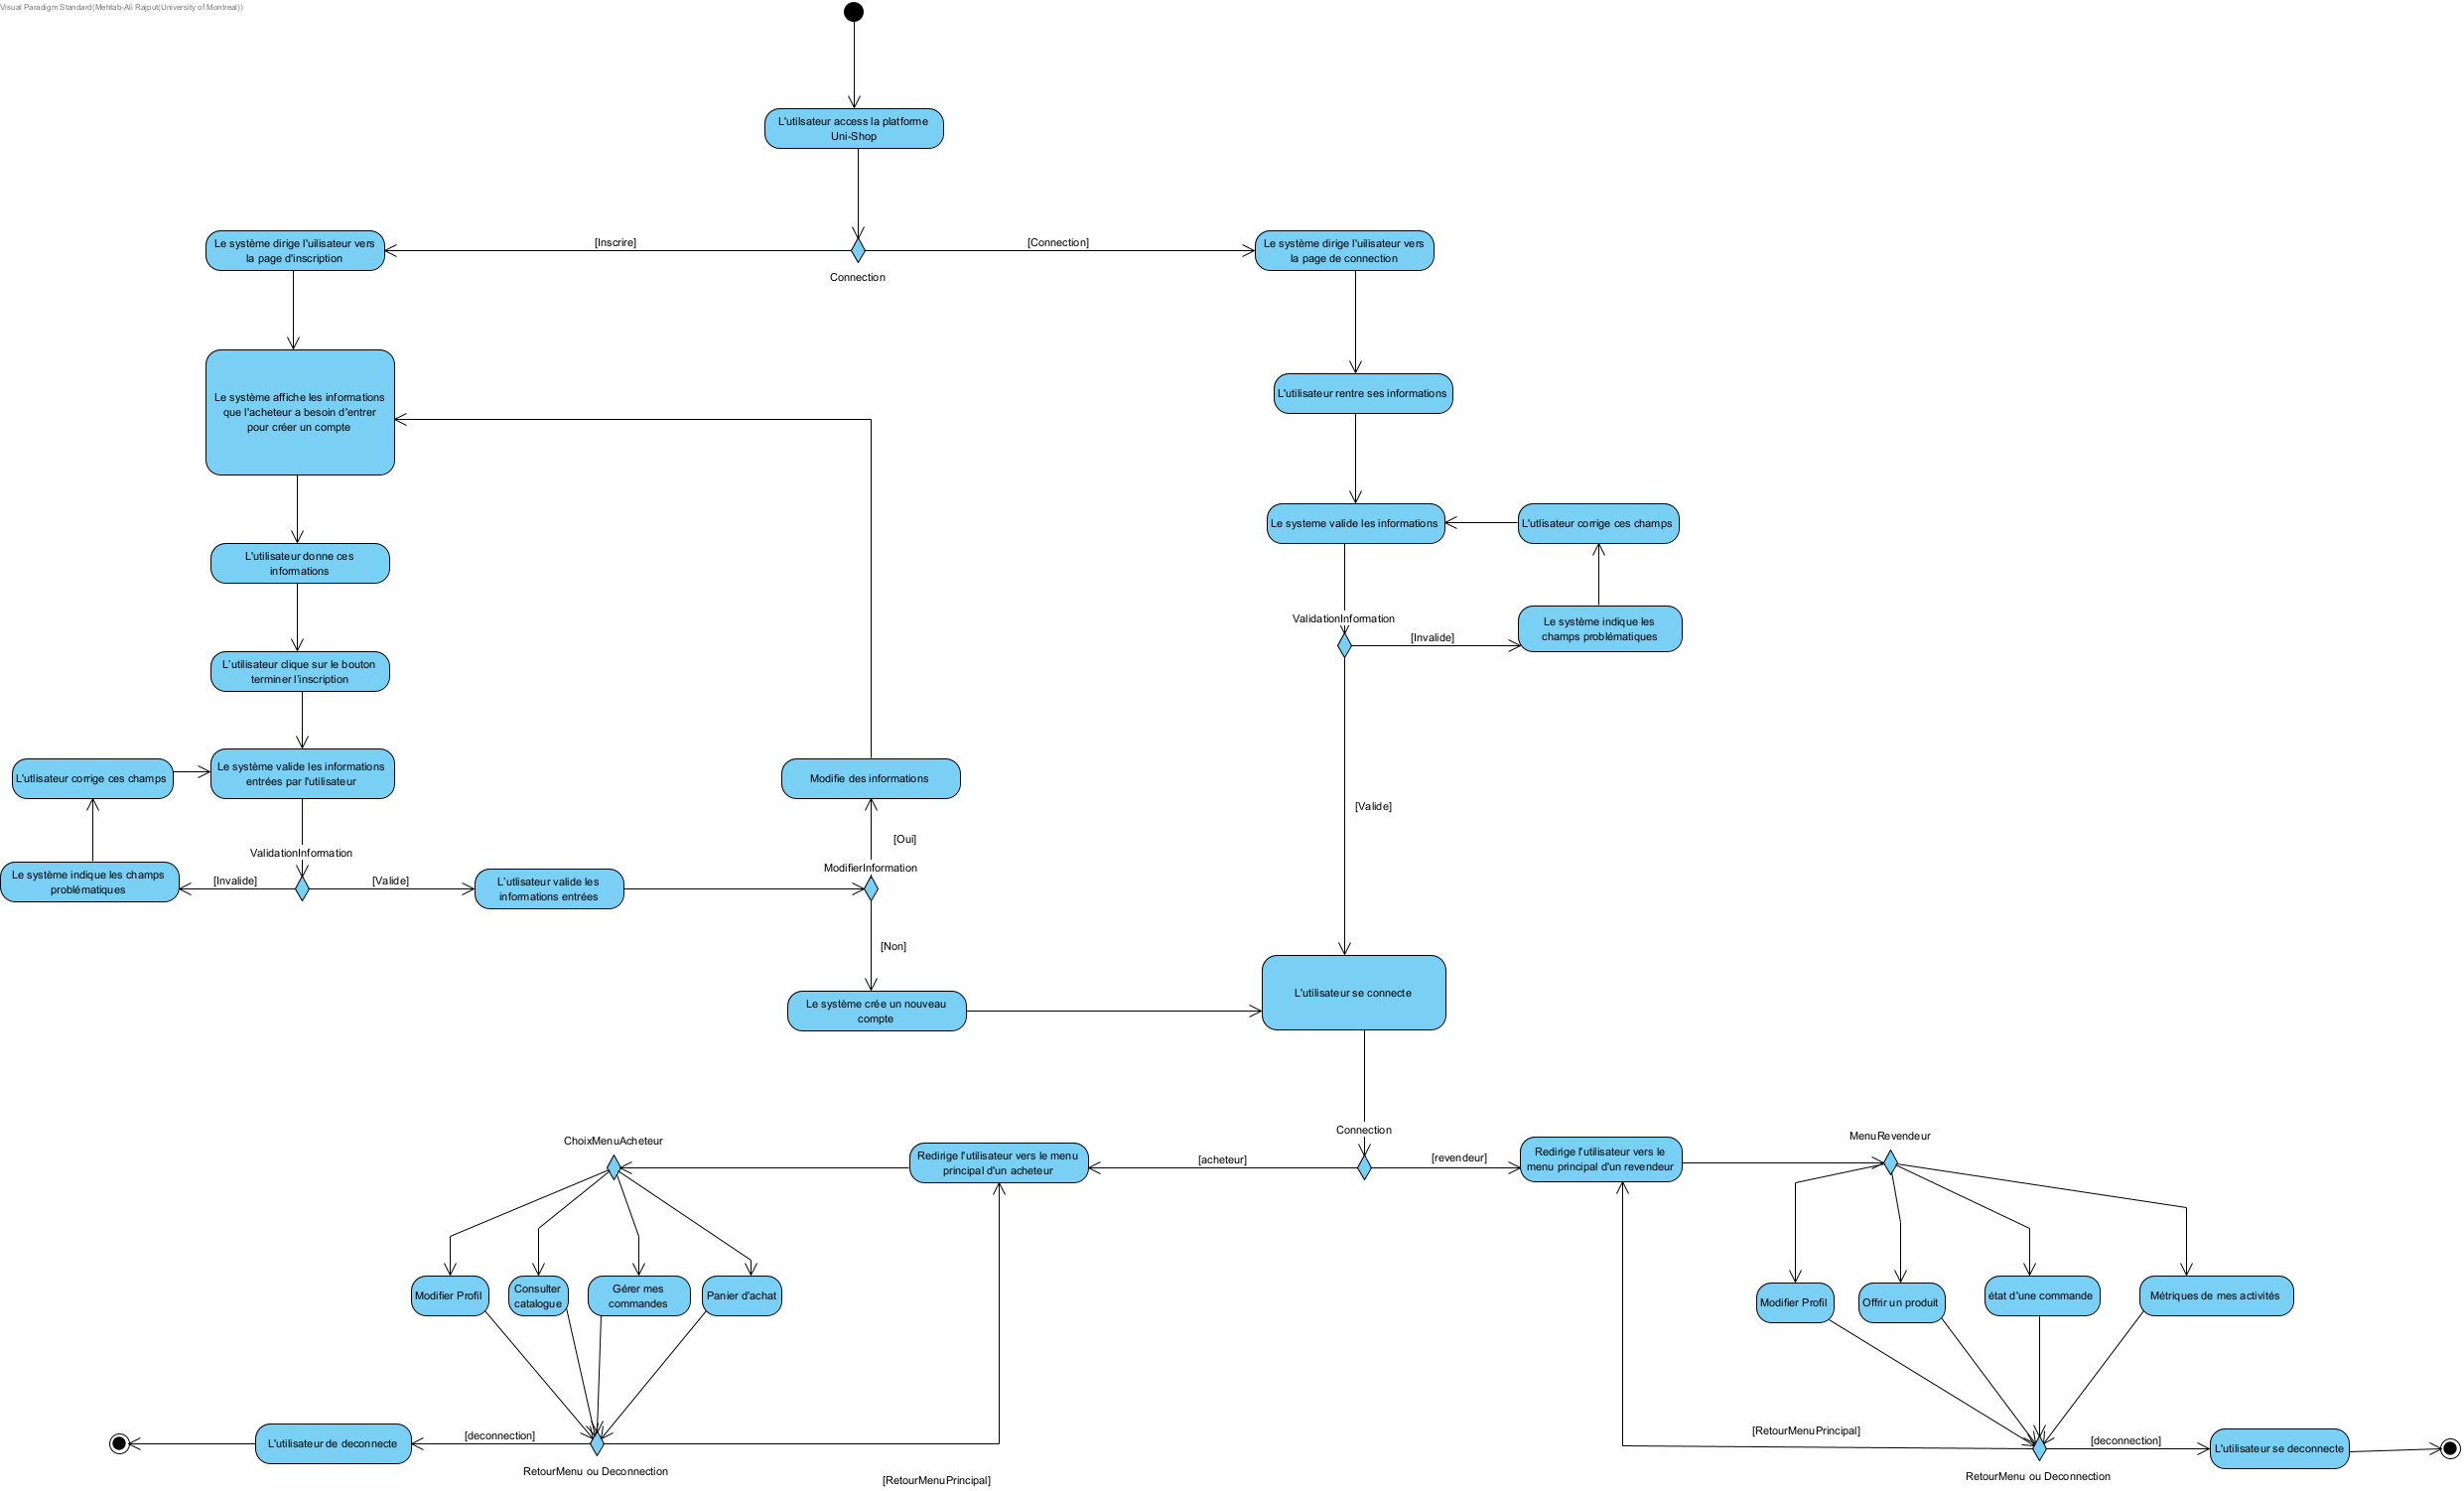 Visual Paradigm Standard(Mehtab-Ali Rajput(University of Montreal))
L'utilsateur access la platforme
Uni-Shop
Le système dirige l'uilisateur vers
la page d'inscription
[Inscrire]
[Connection]
Le système dirige l'uilisateur vers
la page de connection
Connection
Le système affiche les informations
que l'acheteur a besoin d'entrer
pour créer un compte
L'utilisateur rentre ses informations
Le systeme valide les informations
L'utlisateur corrige ces champs
L'utilisateur donne ces
informations
ValidationInformation
[Invalide]
Le système indique les
champs problématiques
L'utilisateur clique sur le bouton
terminer l'inscription
L'utlisateur corrige ces champs
Le système valide les informations
entrées par l'utilisateur
Modifie des informations
[Valide]
[Oui]
ValidationInformation
ModifierInformation
Le système indique les champs
problématiques
[Invalide]
[Valide]
L'utlisateur valide les
informations entrées
[Non]
Le système crée un nouveau
compte
L'utilisateur se connecte
Connection
ChoixMenuAcheteur
Redirige l'utilisateur vers le menu
principal d'un acheteur
[acheteur]
[revendeur]
Redirige l'utilisateur vers le
menu principal d'un revendeur
MenuRevendeur
Modifier Profil
Consulter
catalogue
Gérer mes
commandes
Panier d'achat
Modifier Profil
Offrir un produit
état d'une commande
Métriques de mes activités
L'utilisateur de deconnecte
[deconnection]
RetourMenu ou Deconnection
[RetourMenuPrincipal]
[RetourMenuPrincipal]
[deconnection]
L'utilisateur se deconnecte
RetourMenu ou Deconnection